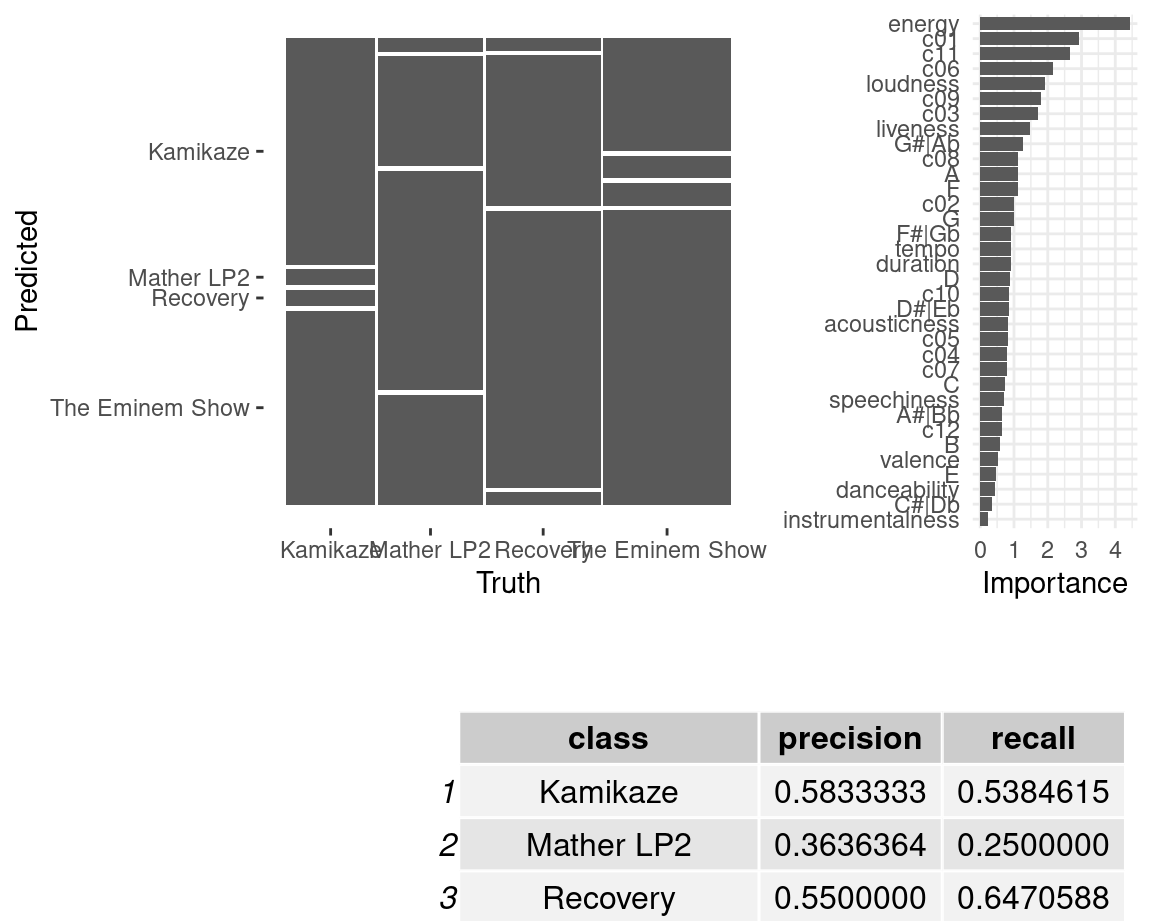 Predicted
Kamikaze
Mather LP2
Recovery
The Eminem Show
Kamikaze
Mather LP2
Recovery
The Eminem Show
Truth
energy
c01
c11
c06
loudness
c09
c03
liveness
G#|Ab
c08
A
F
c02
G
F#|Gb
tempo
duration
D
c10
D#|Eb
acousticness
c05
c04
c07
C
speechiness
A#|Bb
c12
B
valence
E
danceability
C#|Db
instrumentalness
0 1 2 3 4
Importance
class precision recall
1 Kamikaze 0.5833333 0.5384615
2 Mather LP2 0.3636364 0.2500000
3 Recovery 0.5500000 0.6470588